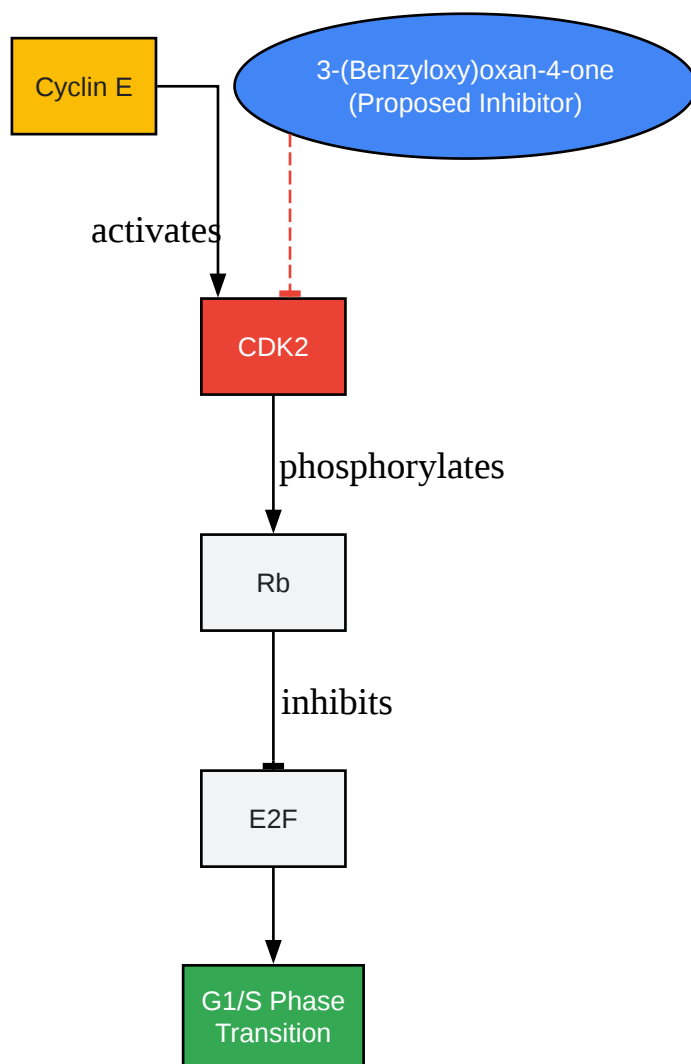 Cyclin E
3-(Benzyloxy)oxan-4-one
(Proposed Inhibitor)
activates
CDK2
phosphorylates
Rb
inhibits
E2F
G1/S Phase
Transition